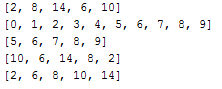 [2, 8, 14, 6, 10]
[0, 1, 2, 3, 4, 5, 6, 7, 8, 9]
[5, 6, 7, 8, 9]
[10, 6, 14, 8, 2]
[2, 6, 8, 10, 14]